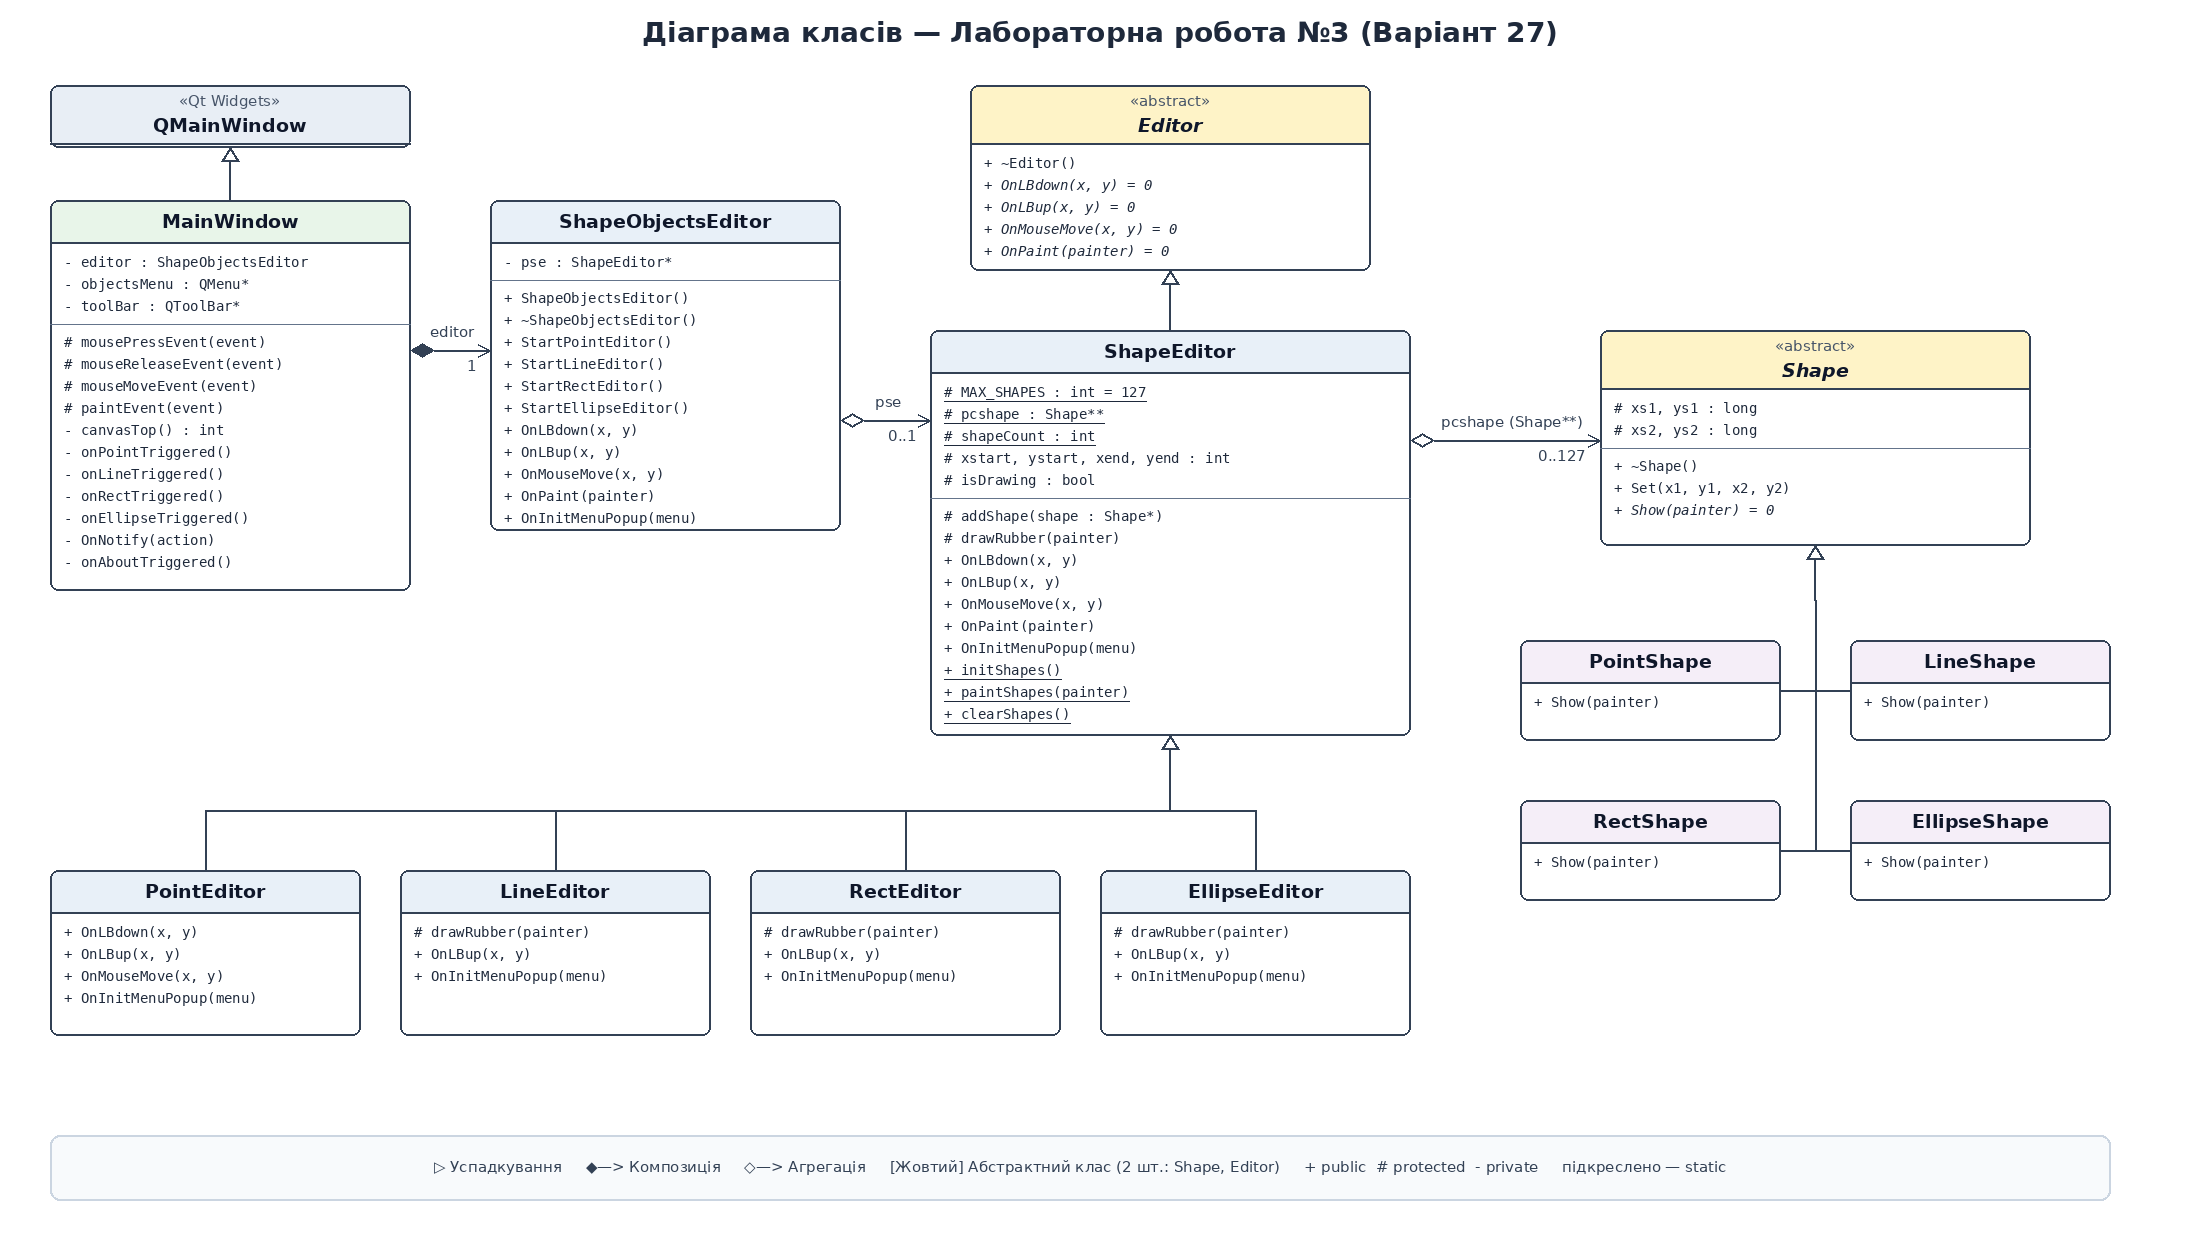 Діаграма класів — Лабораторна робота №3 (Варіант 27)
«Qt Widgets»
QMainWindow
MainWindow
- editor : ShapeObjectsEditor
- objectsMenu : QMenu*
- toolBar : QToolBar*
# mousePressEvent(event)
# mouseReleaseEvent(event)
# mouseMoveEvent(event)
# paintEvent(event)
- canvasTop() : int
- onPointTriggered()
- onLineTriggered()
- onRectTriggered()
- onEllipseTriggered()
- OnNotify(action)
- onAboutTriggered()
editor
1
ShapeObjectsEditor
- pse : ShapeEditor*
+ ShapeObjectsEditor()
+ ~ShapeObjectsEditor()
+ StartPointEditor()
+ StartLineEditor()
+ StartRectEditor()
+ StartEllipseEditor()
+ OnLBdown(x, y)
+ OnLBup(x, y)
+ OnMouseMove(x, y)
+ OnPaint(painter)
+ OnInitMenuPopup(menu)
pse
0..1
«abstract»
Editor
+ ~Editor()
+ OnLBdown(x, y) = 0
+ OnLBup(x, y) = 0
+ OnMouseMove(x, y) = 0
+ OnPaint(painter) = 0
ShapeEditor
# MAX_SHAPES : int = 127
# pcshape : Shape**
# shapeCount : int
# xstart, ystart, xend, yend : int
# isDrawing : bool
# addShape(shape : Shape*)
# drawRubber(painter)
+ OnLBdown(x, y)
+ OnLBup(x, y)
+ OnMouseMove(x, y)
+ OnPaint(painter)
+ OnInitMenuPopup(menu)
+ initShapes()
+ paintShapes(painter)
+ clearShapes()
pcshape (Shape**)
0..127
«abstract»
Shape
# xs1, ys1 : long
# xs2, ys2 : long
+ ~Shape()
+ Set(x1, y1, x2, y2)
+ Show(painter) = 0
PointShape
+ Show(painter)
LineShape
+ Show(painter)
RectShape
+ Show(painter)
EllipseShape
+ Show(painter)
PointEditor
+ OnLBdown(x, y)
+ OnLBup(x, y)
+ OnMouseMove(x, y)
+ OnInitMenuPopup(menu)
LineEditor
# drawRubber(painter)
+ OnLBup(x, y)
+ OnInitMenuPopup(menu)
RectEditor
# drawRubber(painter)
+ OnLBup(x, y)
+ OnInitMenuPopup(menu)
EllipseEditor
# drawRubber(painter)
+ OnLBup(x, y)
+ OnInitMenuPopup(menu)
▷ Успадкування ◆—> Композиція ◇—> Агрегація [Жовтий] Абстрактний клас (2 шт.: Shape, Editor) + public # protected - private підкреслено — static